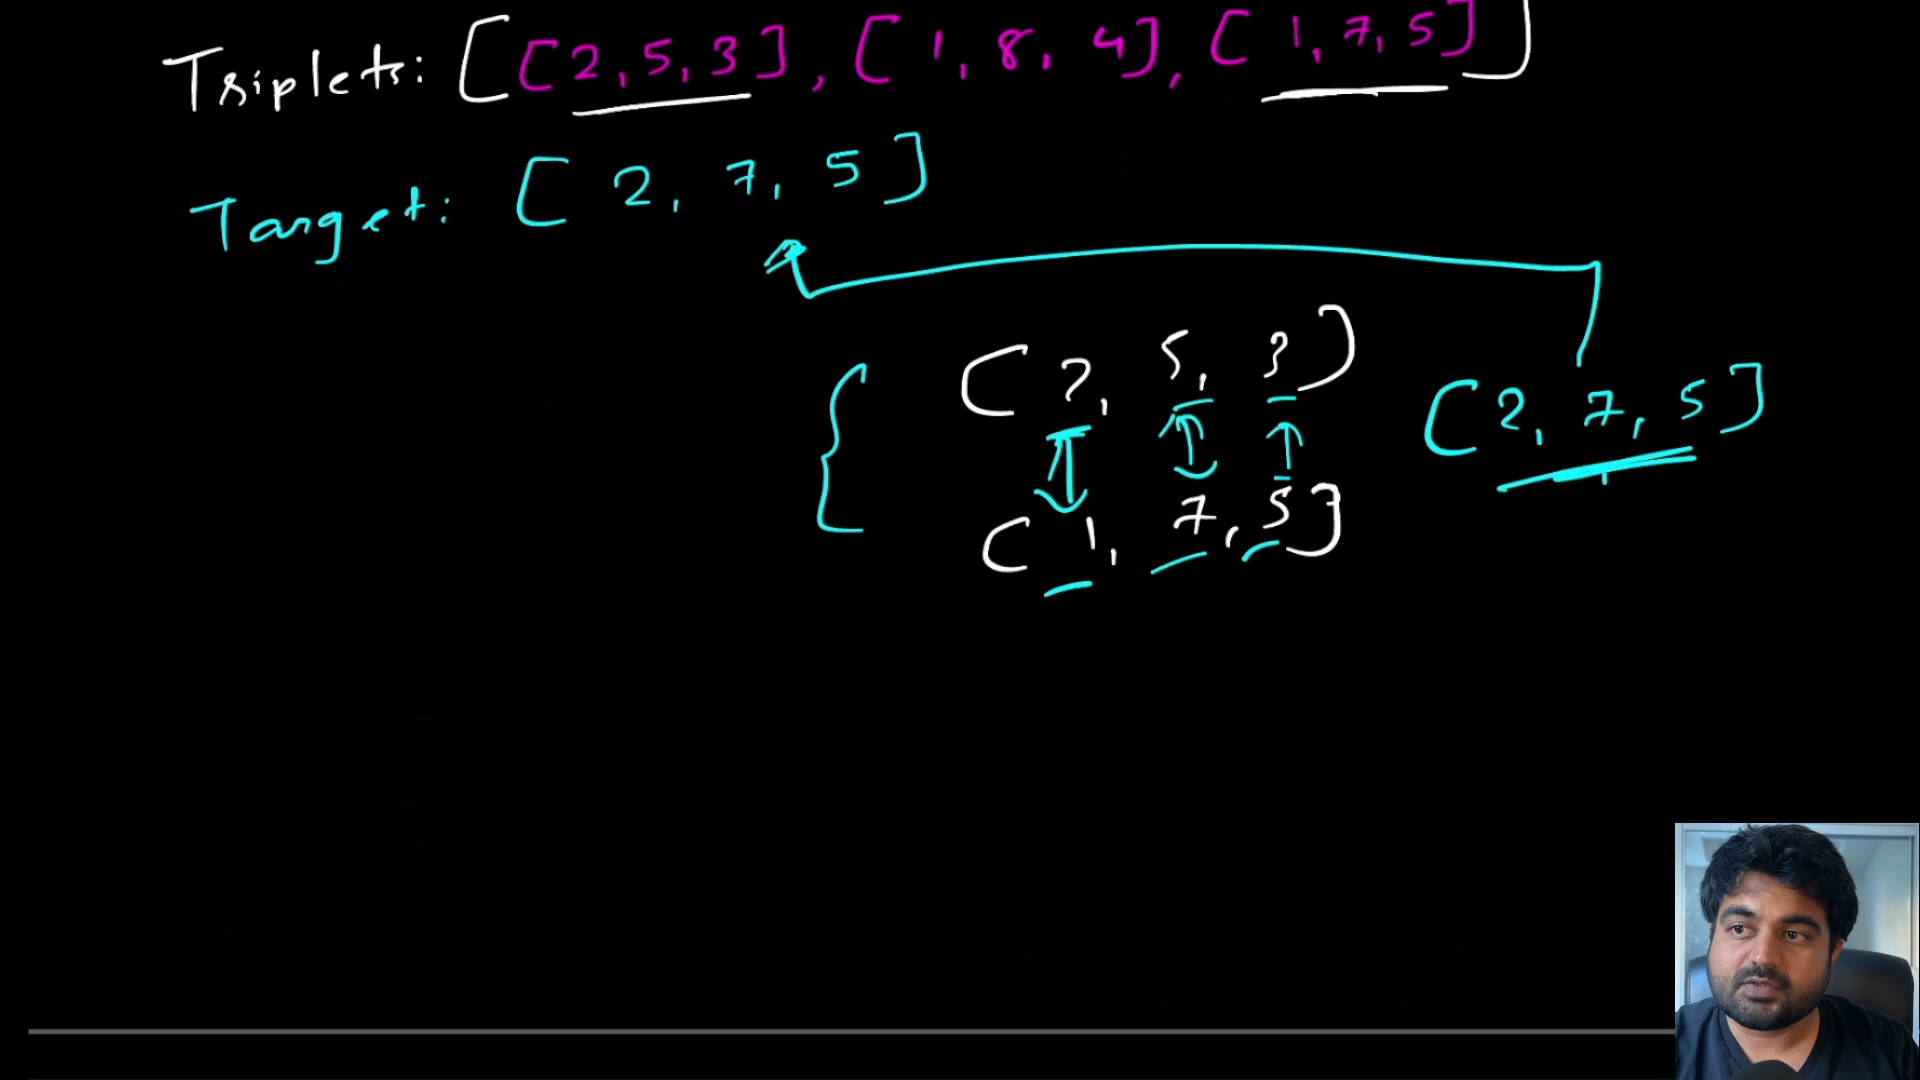 Triplets: [[2,5,3], [1,8,4], [1,7,5]]
Target: [2,7,5]
[2,5,3]
[2,7,5]
[1,7,5]